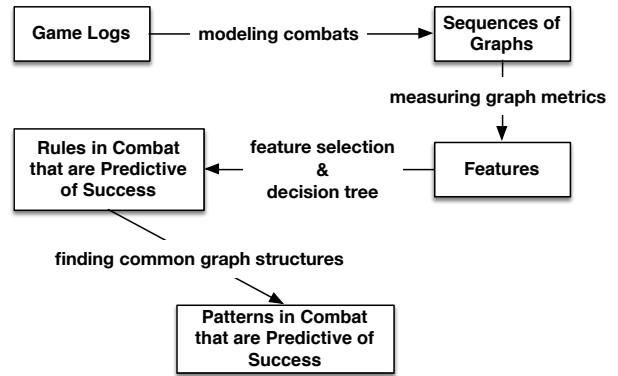 Game Logs
modeling combats
Sequences of
Graphs
measuring graph metrics
Features
feature selection
&
decision tree
Rules in Combat
that are Predictive
of Success
finding common graph structures
Patterns in Combat
that are Predictive of
Success